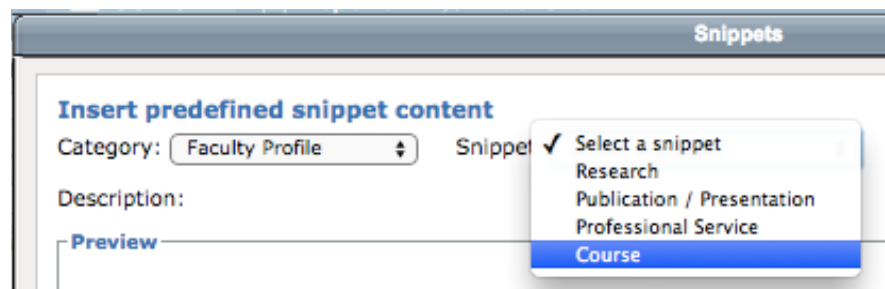 Snippets
Insert predefined snippet content
Category: Faculty Profile Snippet ✓ Select a snippet
Research
Publication / Presentation
Professional Service
Course
Description:
Preview